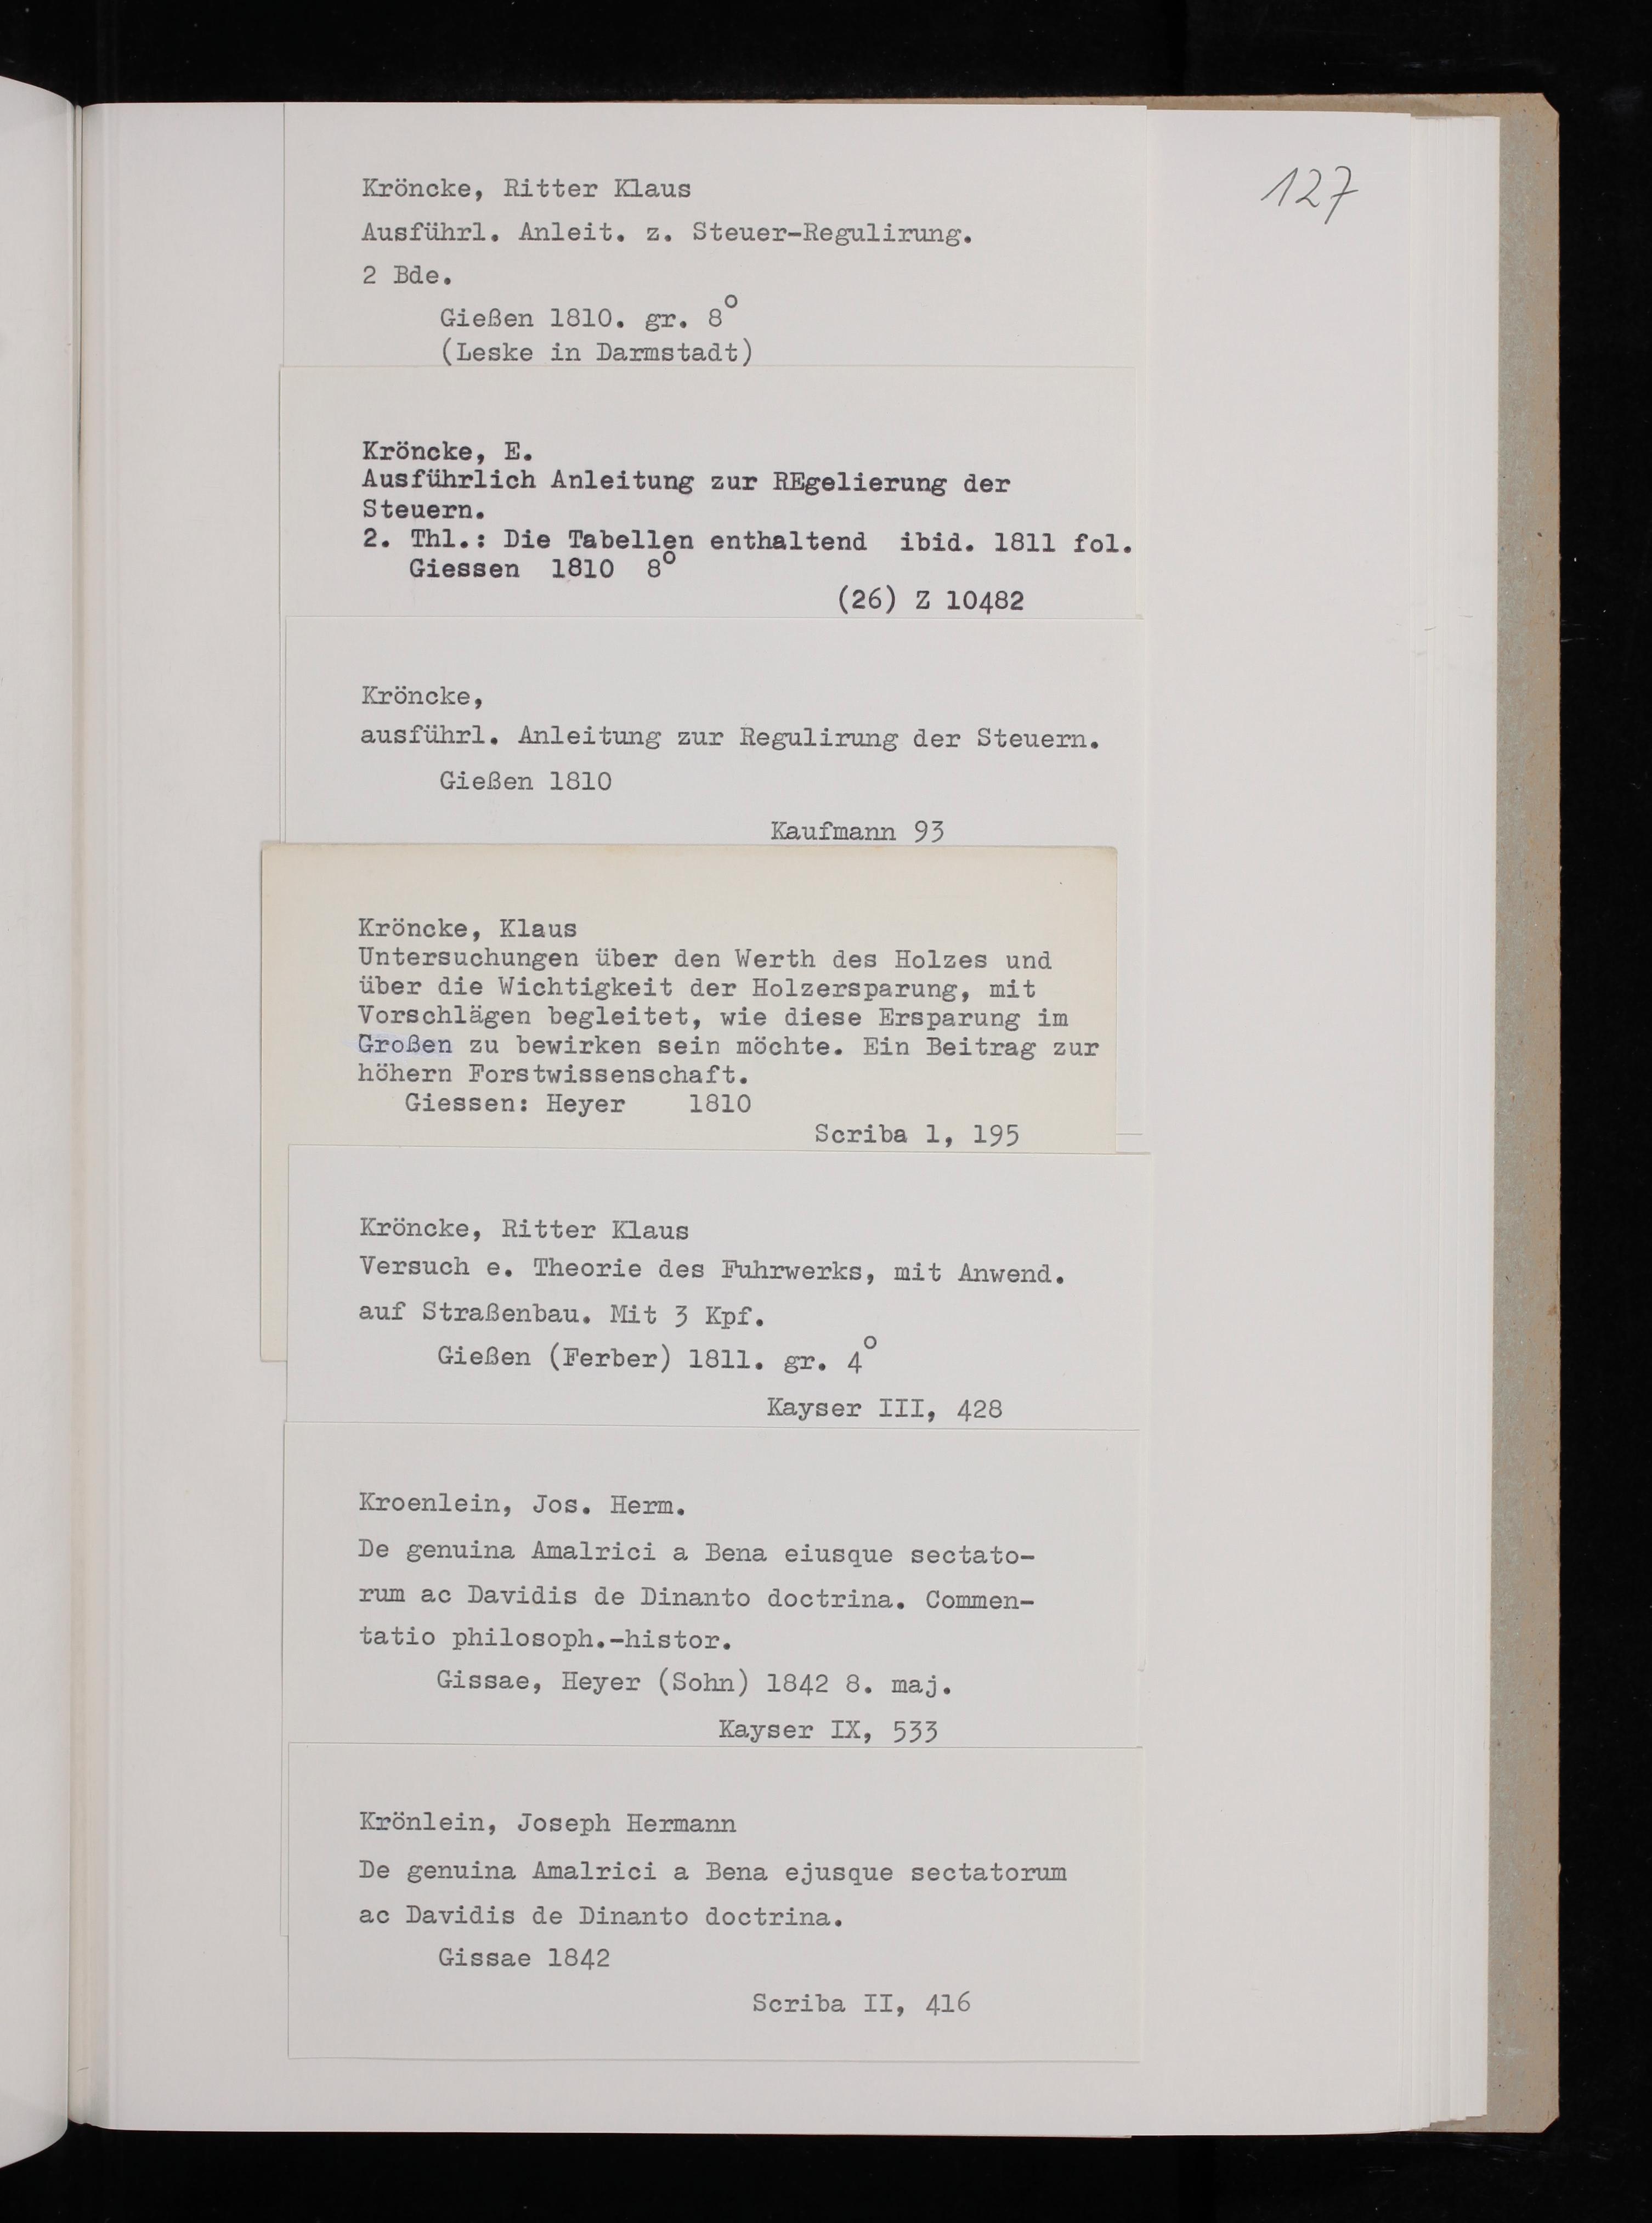 127
Kröncke, Ritter Klaus
Ausführl. Anleit. z. Steuer-Regulirung.
2 Bde.
Gießen 1810. gr. 8°
(Leske in Darmstadt)
Kröncke, E.
Ausführlich Anleitung zur REgelierung der
Steuern.
2. Thl.: Die Tabellen enthaltend ibid. 1811 fol.
Giessen 1810 8°
(26) Z 10482
Kröncke,
ausführl. Anleitung zur Regulirung der Steuern.
Gießen 1810
Kaufmann 93
Kröncke, Klaus
Untersuchungen über den Werth des Holzes und
über die Wichtigkeit der Holzersparung, mit
Vorschlägen begleitet, wie diese Ersparung im
Großen zu bewirken sein möchte. Ein Beitrag zur
höhern Forstwissenschaft.
Giessen: Heyer 1810
Scriba 1, 195
Kröncke, Ritter Klaus
Versuch e. Theorie des Fuhrwerks, mit Anwend.
auf Straßenbau. Mit 3 Kpf.
Gießen (Ferber) 1811. gr. 4°
Kayser III, 428
Kroenlein, Jos. Herm.
De genuina Amalrici a Bena eiusque sectato-
rum ac Davidis de Dinanto doctrina. Commen-
tatio philosoph.-histor.
Gissae, Heyer (Sohn) 1842 8. maj.
Kayser IX, 533
Krönlein, Joseph Hermann
De genuina Amalrici a Bena ejusque sectatorum
ac Davidis de Dinanto doctrina.
Gissae 1842
Scriba II, 416